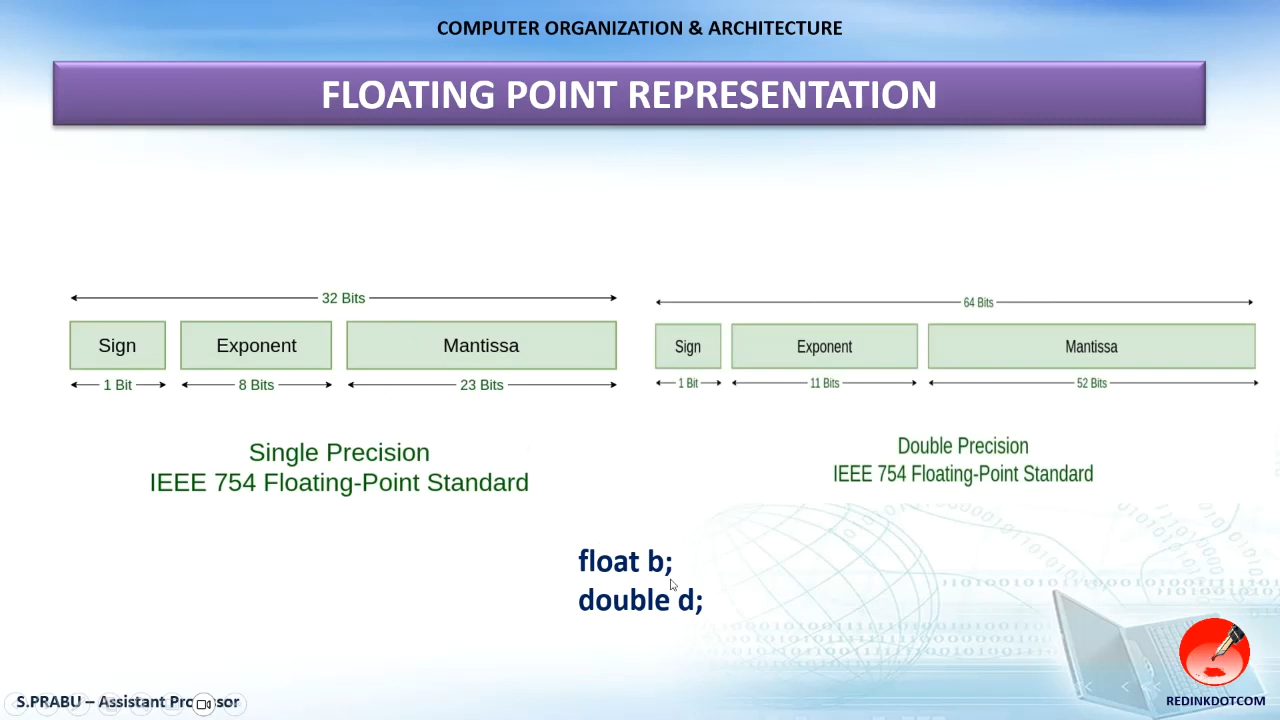 COMPUTER ORGANIZATION & ARCHITECTURE
FLOATING POINT REPRESENTATION
32 Bits
Sign Exponent Mantissa
1 Bit 8 Bits 23 Bits
Single Precision
IEEE 754 Floating-Point Standard
64 Bits
Sign Exponent Mantissa
1 Bit 11 Bits 52 Bits
Double Precision
IEEE 754 Floating-Point Standard
float b;
double d;
S.PRABU – Assistant Professor
REDINKDOTCOM